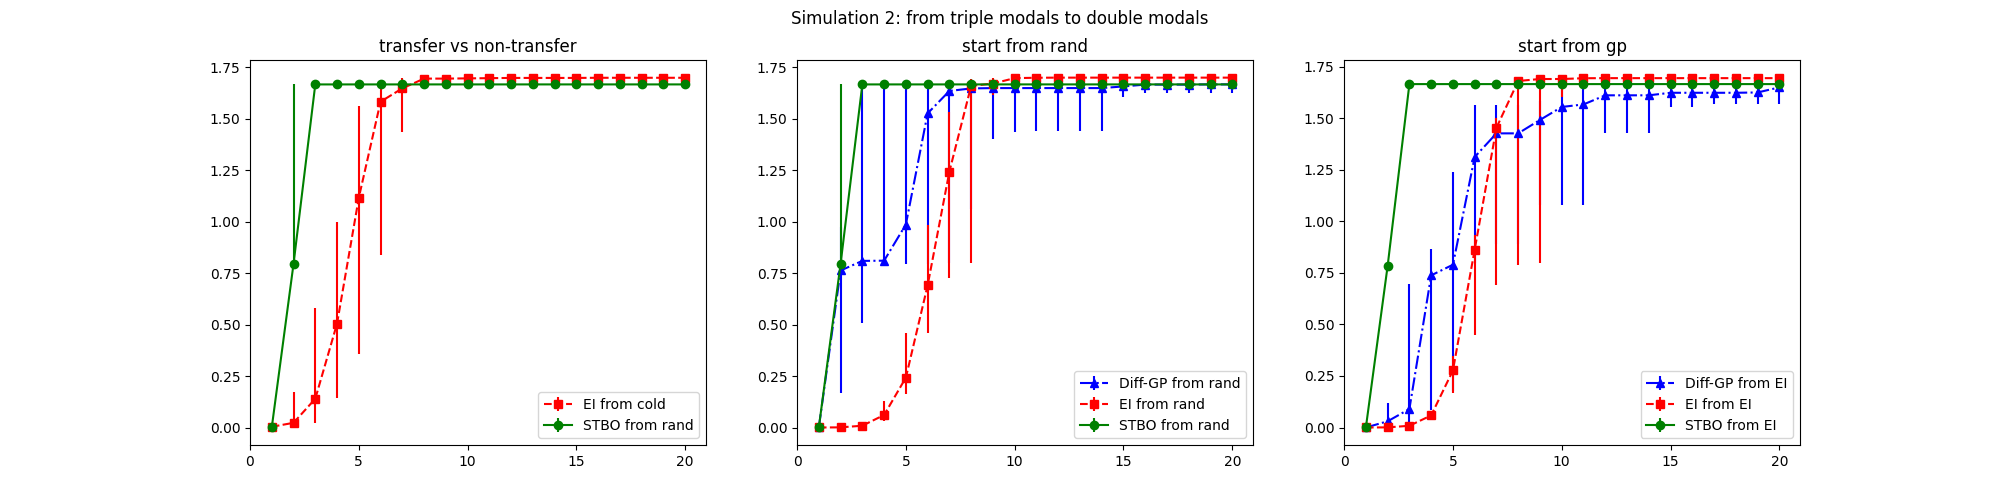 Simulation 2: from triple modals to double modals
transfer vs non-transfer
1.75
1.50
1.25
1.00
0.75
0.50
0.25
0.00
0 5 10 15 20
EI from cold
STBO from rand
start from rand
1.75
1.50
1.25
1.00
0.75
0.50
0.25
0.00
0 5 10 15 20
Diff-GP from rand
EI from rand
STBO from rand
start from gp
1.75
1.50
1.25
1.00
0.75
0.50
0.25
0.00
0 5 10 15 20
Diff-GP from EI
EI from EI
STBO from EI